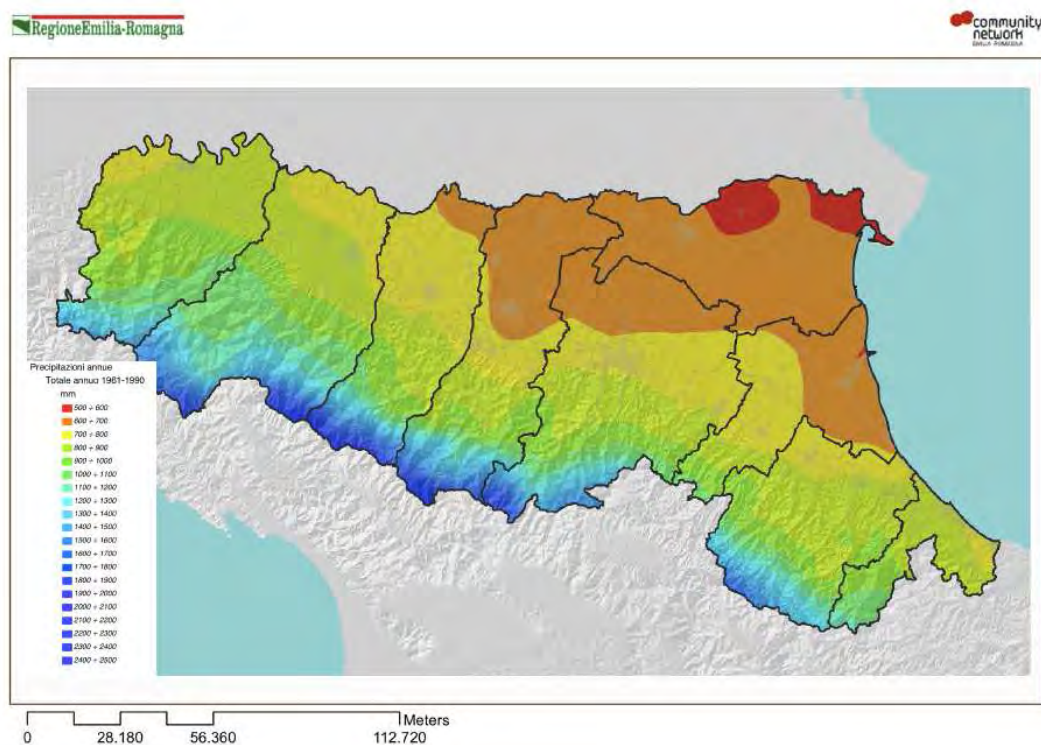 RegioneEmilia-Romagna
community
network
EMILIA ROMAGNA
Precipitazioni annue
Totale annuo 1961-1990
mm
500 ÷ 600
600 ÷ 700
700 ÷ 800
800 ÷ 900
900 ÷ 1000
1000 ÷ 1100
1100 ÷ 1200
1200 ÷ 1300
1300 ÷ 1400
1400 ÷ 1500
1500 ÷ 1600
1600 ÷ 1700
1700 ÷ 1800
1800 ÷ 1900
1900 ÷ 2000
2000 ÷ 2100
2100 ÷ 2200
2200 ÷ 2300
2300 ÷ 2400
2400 ÷ 2500
Meters
0 28.180 56.360 112.720